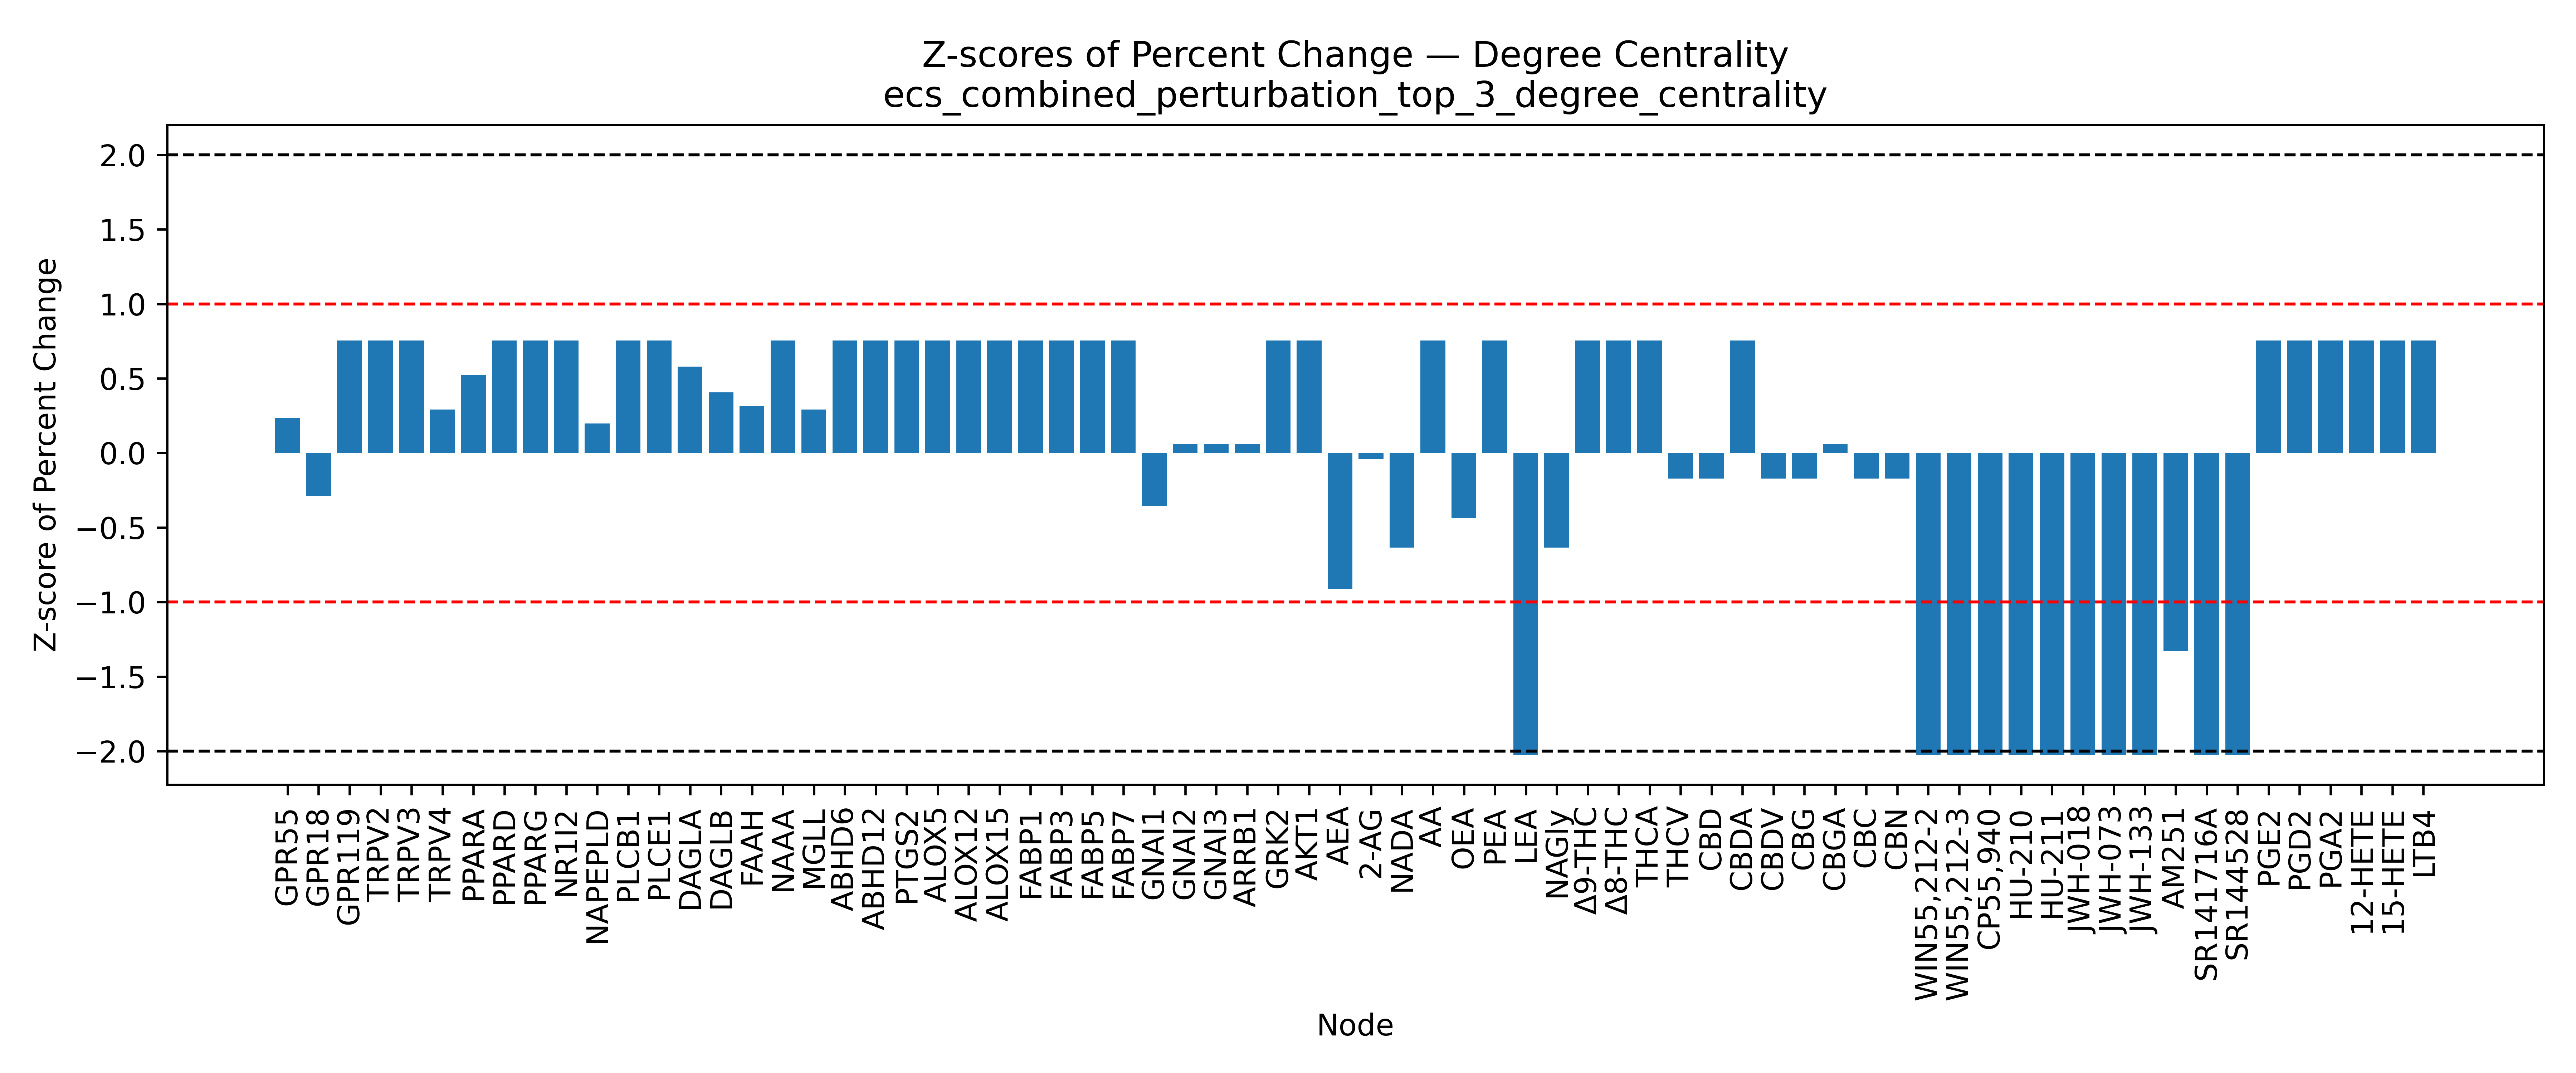 Z-scores of Percent Change — Degree Centrality
ecs_combined_perturbation_top_3_degree_centrality
Z-score of Percent Change
2.0
1.5
1.0
0.5
0.0
−0.5
−1.0
−1.5
−2.0
GPR55
GPR18
GPR119
TRPV2
TRPV3
TRPV4
PPARA
PPARD
PPARG
NR1I2
NAPEPLD
PLCB1
PLCE1
DAGLA
DAGLB
FAAH
NAAA
MGLL
ABHD6
ABHD12
PTGS2
ALOX5
ALOX12
ALOX15
FABP1
FABP3
FABP5
FABP7
GNAI1
GNAI2
GNAI3
ARRB1
GRK2
AKT1
AEA
2-AG
NADA
AA
OEA
PEA
LEA
NAGly
Δ9-THC
Δ8-THC
THCA
THCV
CBD
CBDA
CBDV
CBG
CBGA
CBC
CBN
WIN55,212-2
WIN55,212-3
CP55,940
HU-210
HU-211
JWH-018
JWH-073
JWH-133
AM251
SR141716A
SR144528
PGE2
PGD2
PGA2
12-HETE
15-HETE
LTB4
Node